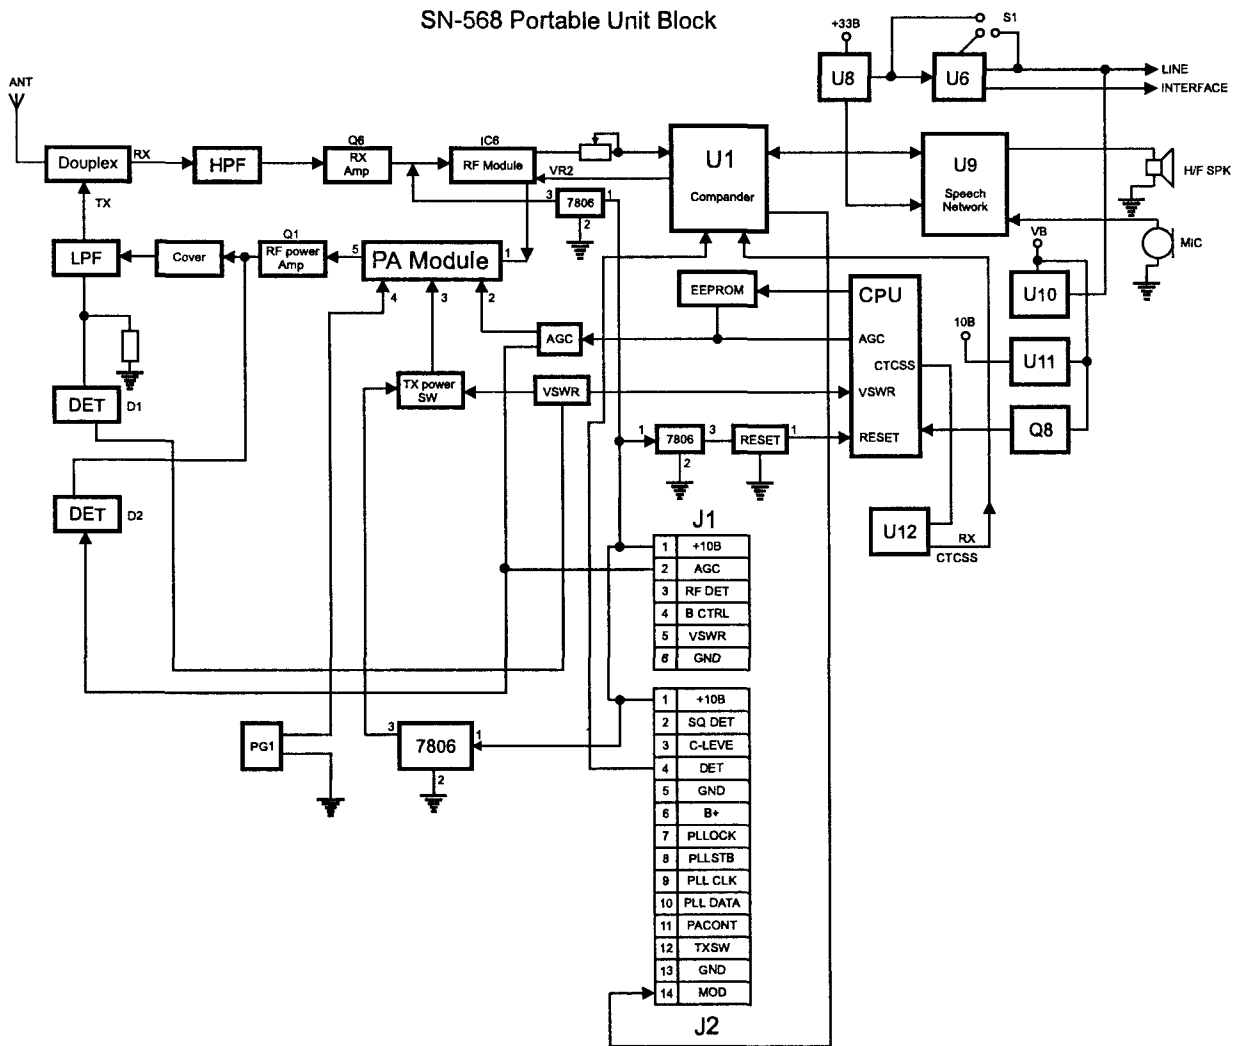 SN-568 Portable Unit Block
+33B
S1
U8
U6
LINE
INTERFACE
ANT
Douplex
RX
HPF
Q6
RX
Amp
IC6
RF Module
VR2
U1
Compander
U9
Speech
Network
H/F SPK
MIC
TX
3
7806
1
2
LPF
Cover
Q1
RF power
Amp
5
PA Module
1
4
3
2
VB
U10
EEPROM
CPU
AGC
CTCSS
VSWR
RESET
10B
U11
AGC
TX power
SW
VSWR
Q8
DET
D1
1
7806
3
2
RESET
1
DET
D2
U12
RX
CTCSS
J1
1 +10B
2 AGC
3 RF DET
4 B CTRL
5 VSWR
6 GND
1 +10B
2 SQ DET
3 C-LEVE
4 DET
5 GND
6 B+
7 PLLOCK
8 PLLSTB
9 PLL CLK
10 PLL DATA
11 PACONT
12 TXSW
13 GND
14 MOD
J2
PG1
3
7806
1
2